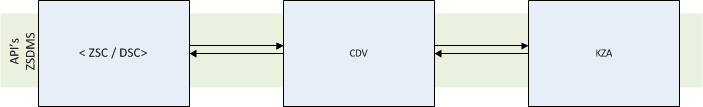 API's
ZSDMS
< ZSC / DSC>
CDV
KZA